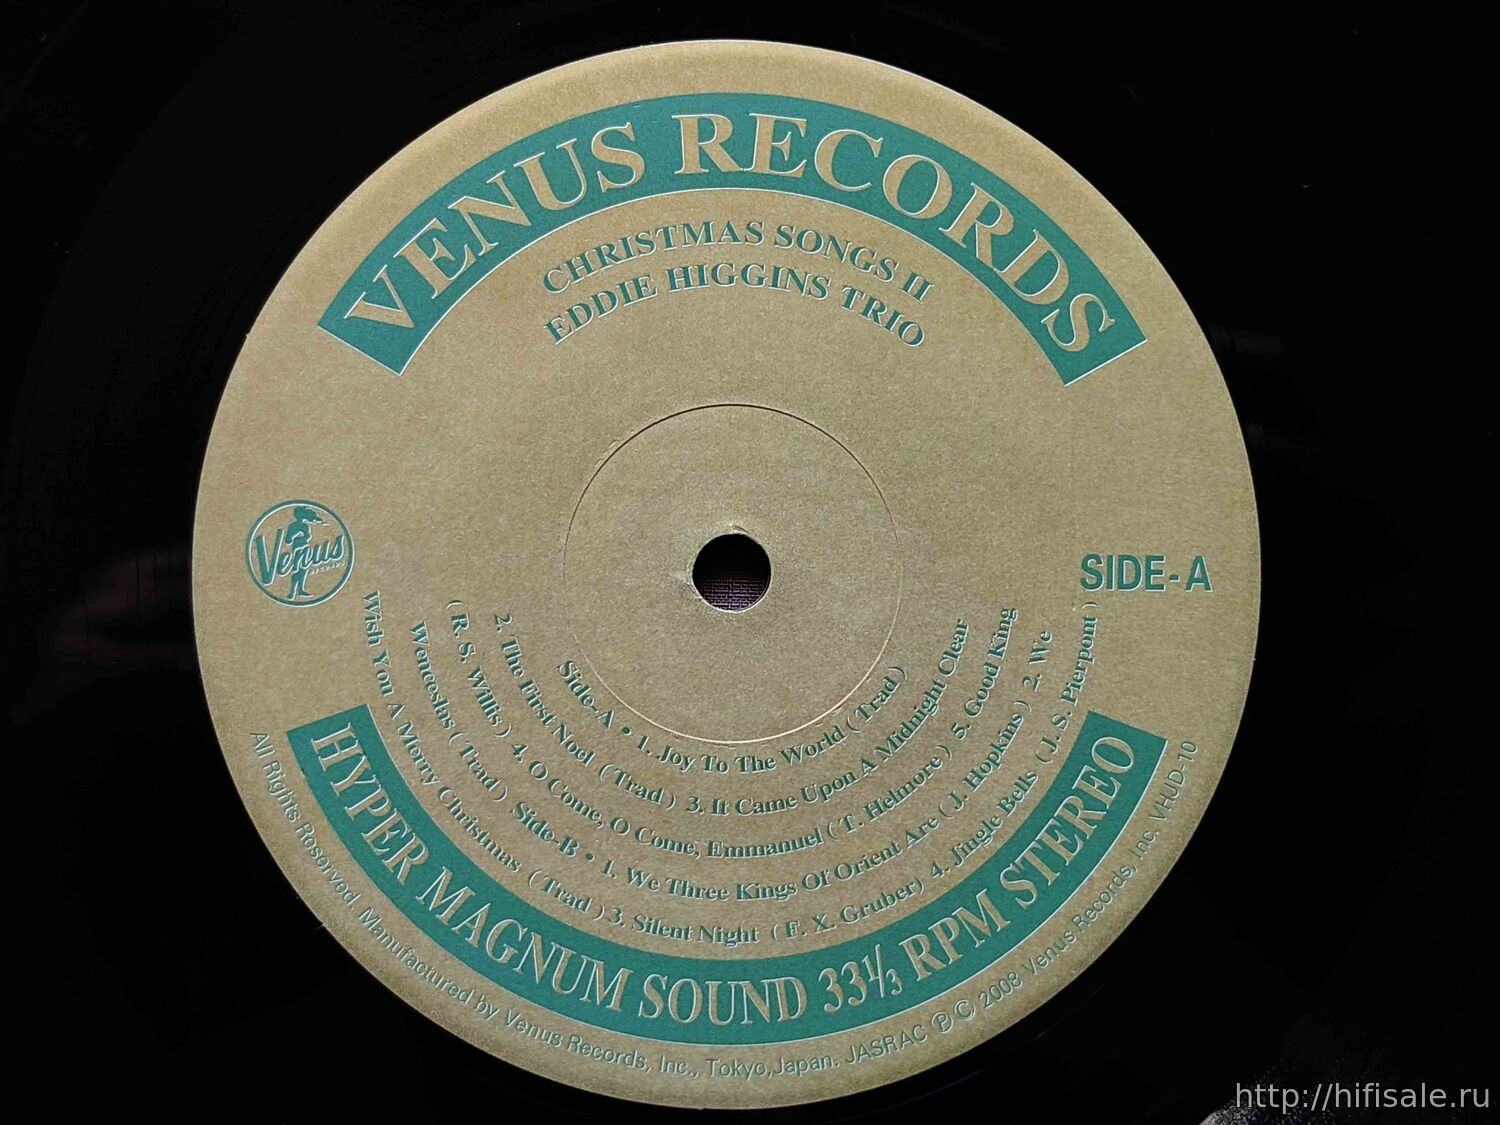 VENUS RECORDS
CHRISTMAS SONGS II
EDDIE HIGGINS TRIO
Venus
RECORDS
SIDE-A
Side-A • 1. Joy To The World ( Trad )
2. The First Noel ( Trad ) 3. It Came Upon A Midnight Clear
( R. S. Willis ) 4. O Come, O Come, Emmanuel ( T. Helmore ) 5. Good King
Wenceslas ( Trad ) Side-B • 1. We Three Kings Of Orient Are ( J. Hopkins ) 2. We
Wish You A Merry Christmas ( Trad ) 3. Silent Night ( F. X. Gruber) 4. Jingle Bells ( J. S. Pierpont )
HYPER MAGNUM SOUND 33⅓ RPM STEREO
All Rights Reserved. Manufactured by Venus Records, Inc., Tokyo,Japan. JASRAC Ⓟ © 2008 Venus Records, Inc. VHJD-10
http://hifisale.ru